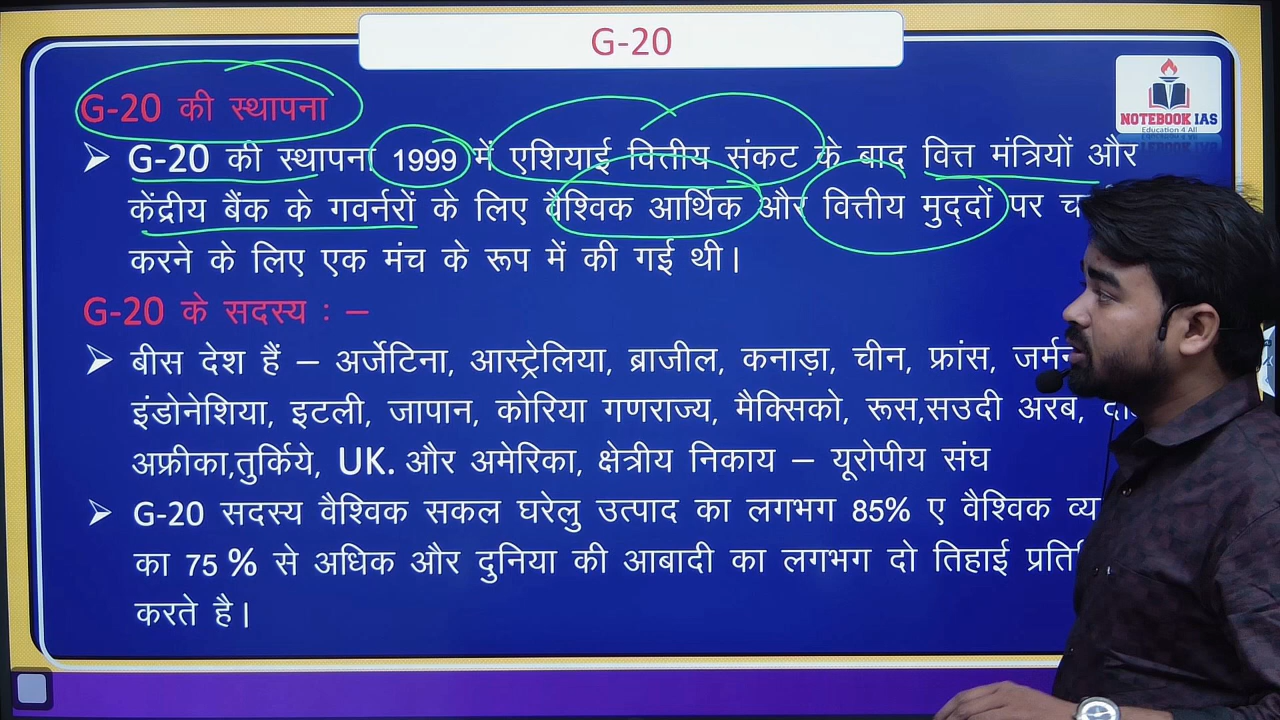 G-20
NOTEBOOK IAS
Education 4 All
G-20 की स्थापना
➤ G-20 की स्थापना 1999 में एशियाई वित्तीय संकट के बाद वित्त मंत्रियों और
केंद्रीय बैंक के गवर्नरों के लिए वैश्विक आर्थिक और वित्तीय मुद्दों पर
करने के लिए एक मंच के रूप में की गई थी।
G-20 के सदस्य : –
➤ बीस देश हैं – अर्जेटिना, आस्ट्रेलिया, ब्राजील, कनाड़ा, चीन, फ्रांस,
इंडोनेशिया, इटली, जापान, कोरिया गणराज्य, मैक्सिको, रूस,सउदी अरब,
अफ्रीका,तुर्किये, UK. और अमेरिका, क्षेत्रीय निकाय – यूरोपीय संघ
➤ G-20 सदस्य वैश्विक सकल घरेलु उत्पाद का लगभग 85% ए वैश्विक
का 75 % से अधिक और दुनिया की आबादी का लगभग दो तिहाई
करते है।